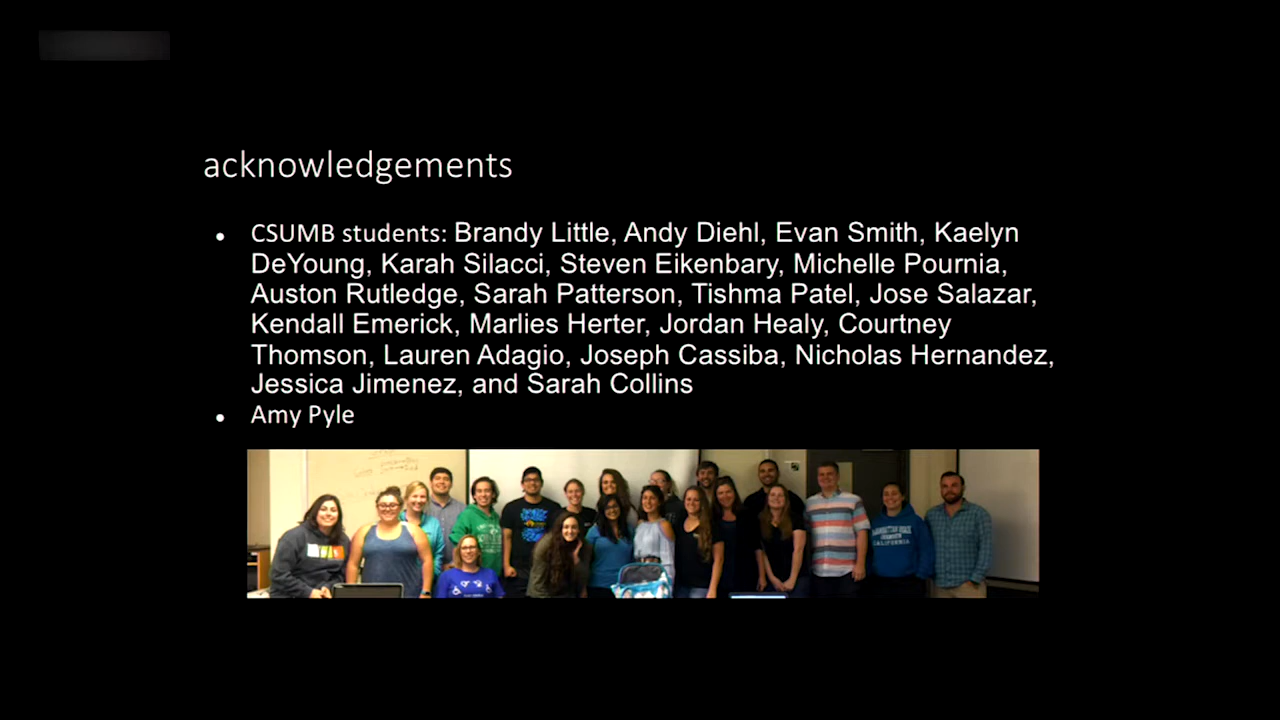 acknowledgements
• CSUMB students: Brandy Little, Andy Diehl, Evan Smith, Kaelyn
DeYoung, Karah Silacci, Steven Eikenbary, Michelle Pournia,
Auston Rutledge, Sarah Patterson, Tishma Patel, Jose Salazar,
Kendall Emerick, Marlies Herter, Jordan Healy, Courtney
Thomson, Lauren Adagio, Joseph Cassiba, Nicholas Hernandez,
Jessica Jimenez, and Sarah Collins
• Amy Pyle
CALIFORNIA